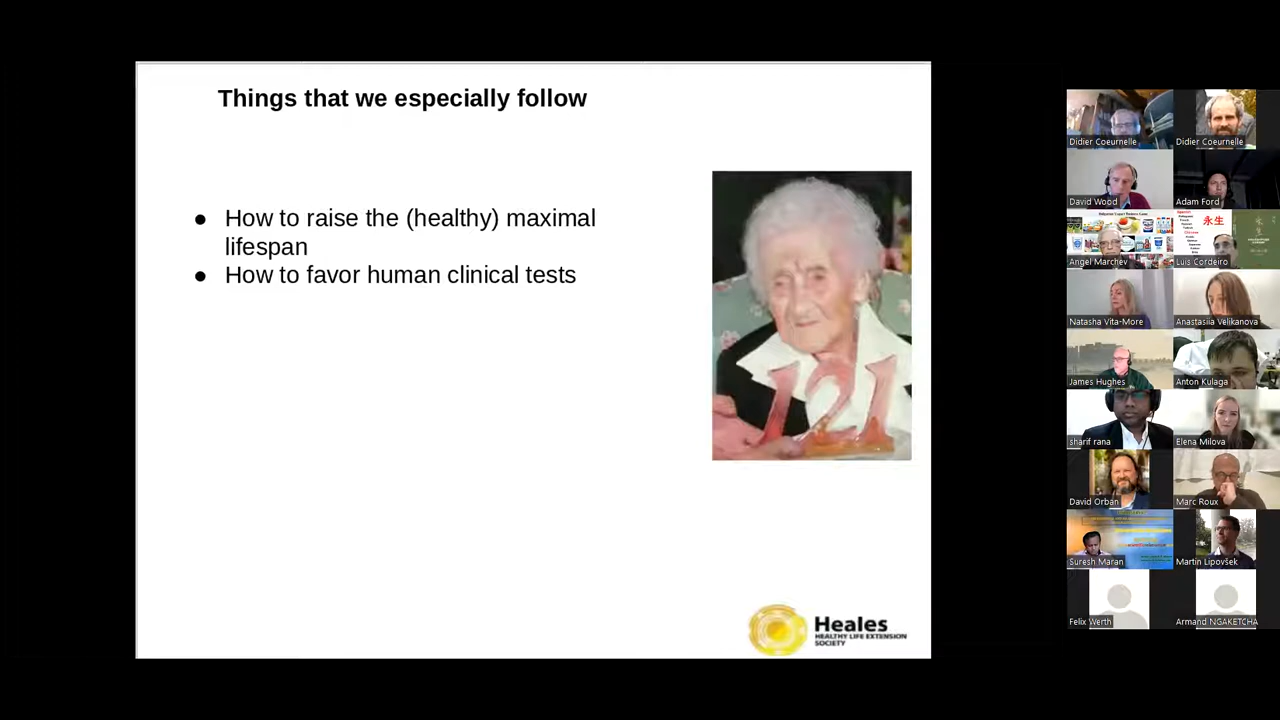 Things that we especially follow
● How to raise the (healthy) maximal
lifespan
● How to favor human clinical tests
121
Heales
HEALTHY LIFE EXTENSION
SOCIETY
Didier Coeurnelle
Didier Coeurnelle
David Wood
Adam Ford
永生
Angel Marchev
Luis Cordeiro
Natasha Vita-More
Anastasiia Velikanova
James Hughes
Anton Kulaga
sharif rana
Elena Milova
David Orban
Marc Roux
Suresh Maran
Martin Lipovšek
Felix Werth
Armand NGAKETCHA